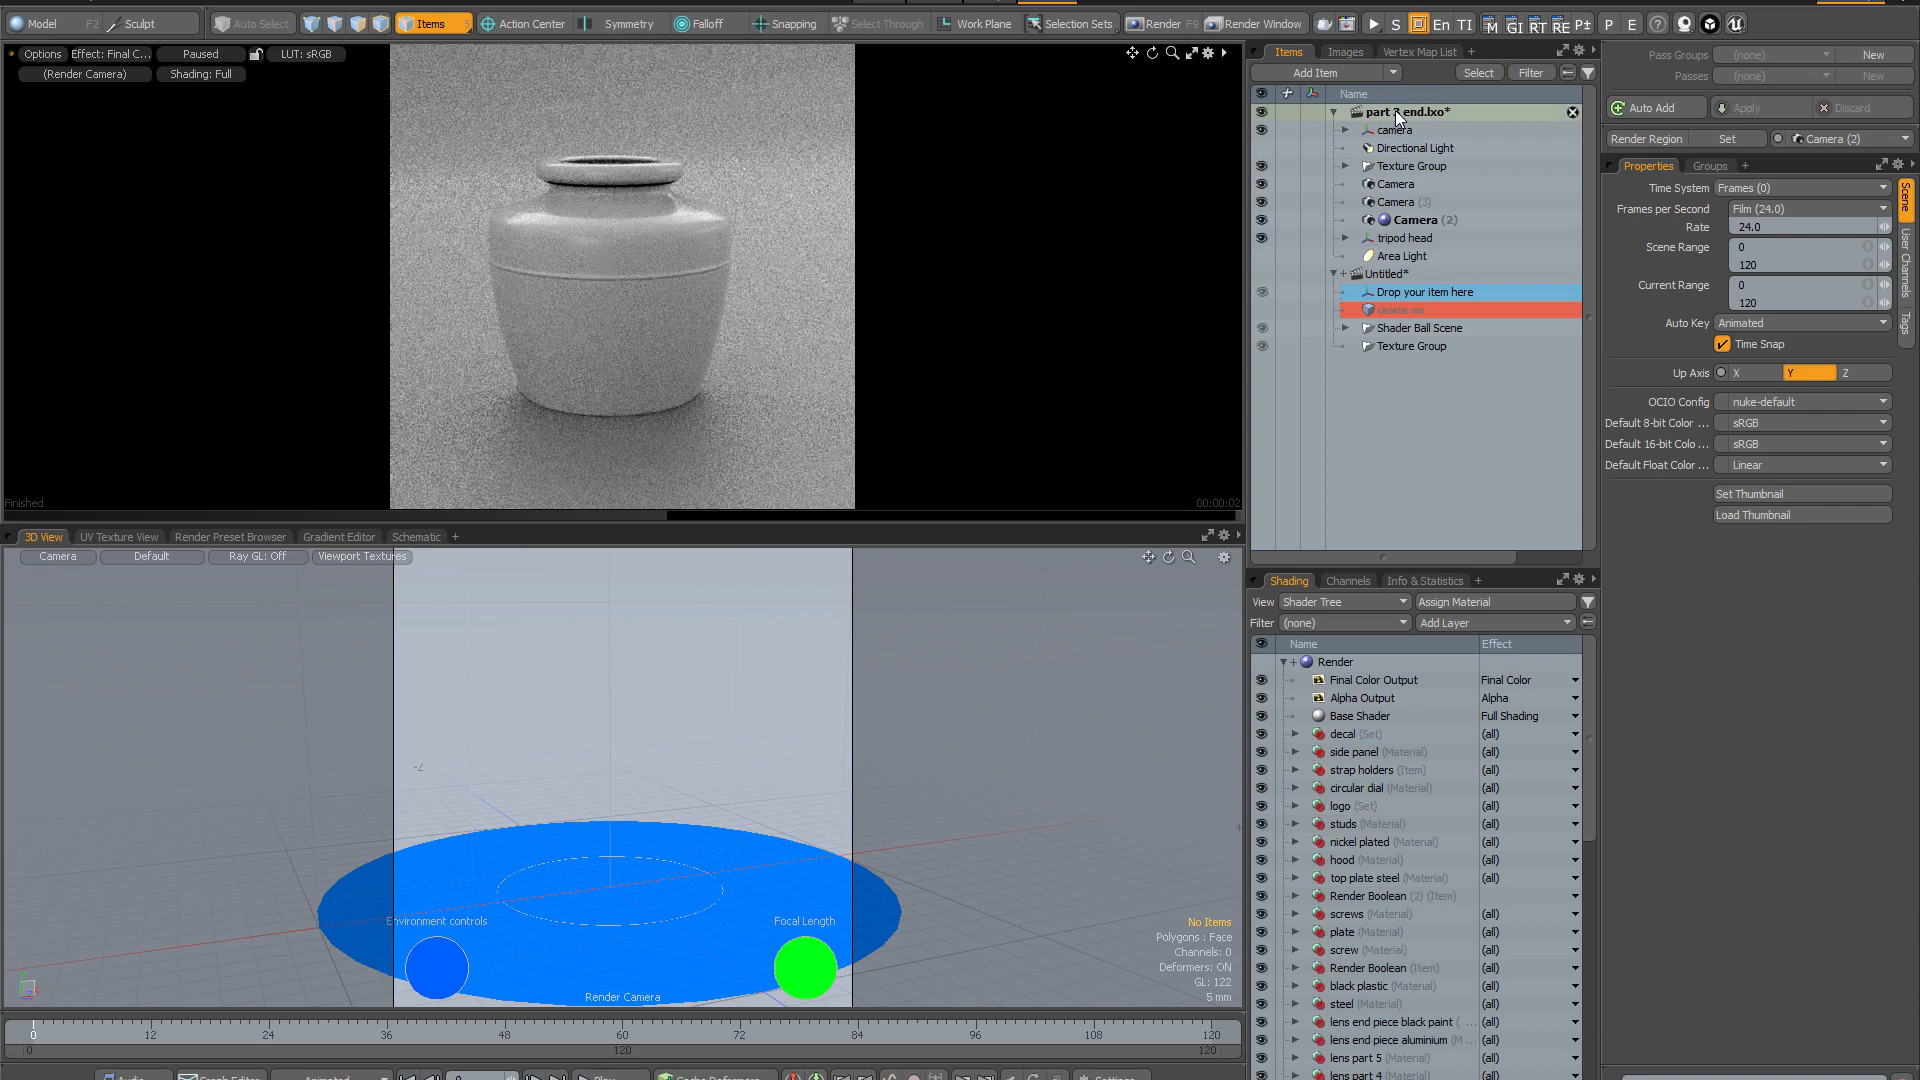 Model F2 Sculpt Auto Select Items 5 Action Center Symmetry Falloff Snapping Select Through Work Plane Selection Sets Render Render Window S En TI M GI RT RE P± P E
Options Effect: Final C... Paused LUT: sRGB
(Render Camera) Shading: Full
Finished 00:00:02
3D View UV Texture View Render Preset Browser Gradient Editor Schematic +
Camera Default Ray GL: Off Viewport Textures
-Z
Environment controls Focal Length
Render Camera
No Items
Polygons : Face
Channels: 0
Deformers: ON
GL: 122
5 mm
0 12 24 36 48 60 72 84 96 108 120
0 120 120
Items Images Vertex Map List +
Add Item Select Filter
Name
camera
Directional Light
Texture Group
Camera
Camera (3)
Camera (2)
tripod head
Area Light
Untitled*
Drop your item here
delete me
Shader Ball Scene
Texture Group
Shading Channels Info & Statistics +
View Shader Tree Assign Material
Filter (none) Add Layer
Name Effect
Render
Final Color Output Final Color
Alpha Output Alpha
Base Shader Full Shading
decal (Set) (all)
side panel (Material) (all)
strap holders (Item) (all)
circular dial (Material) (all)
logo (Set) (all)
studs (Material) (all)
nickel plated (Material) (all)
hood (Material) (all)
top plate steel (Material) (all)
Render Boolean (2) (Item)
screws (Material) (all)
plate (Material) (all)
screw (Material) (all)
Render Boolean (Item) (all)
black plastic (Material) (all)
steel (Material) (all)
lens end piece black paint ( ... (all)
lens end piece aluminium (M ... (all)
lens part 5 (Material) (all)
lens part 4 (Material) (all)
Pass Groups (none) New
Passes (none) New
Auto Add Apply Discard
Render Region Set Camera (2)
Properties Groups +
Time System Frames (0)
Frames per Second Film (24.0)
Rate 24.0
Scene Range 0
120
Current Range 0
120
Auto Key Animated
Time Snap
Up Axis X Y Z
OCIO Config nuke-default
Default 8-bit Color ... sRGB
Default 16-bit Colo ... sRGB
Default Float Color ... Linear
Set Thumbnail
Load Thumbnail
Scene
User Channels
Tags